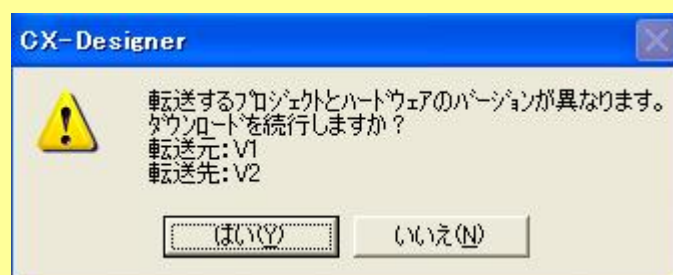 CX-Designer
転送するプロジェクトとハードウェアのバージョンが異なります。
ダウンロードを続行しますか?
転送元:V1
転送先:V2
はい(Y)
いいえ(N)